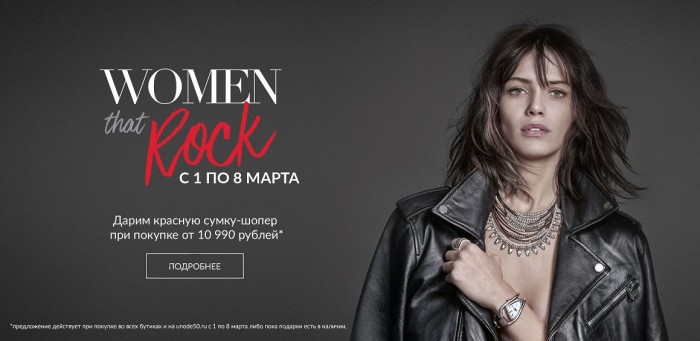 WOMEN
that Rock
С 1 ПО 8 МАРТА
Дарим красную сумку-шопер
при покупке от 10 990 рублей*
ПОДРОБНЕЕ
*предложение действует при покупке во всех бутиках и на unode50.ru с 1 по 8 марта либо пока подарки есть в наличии.